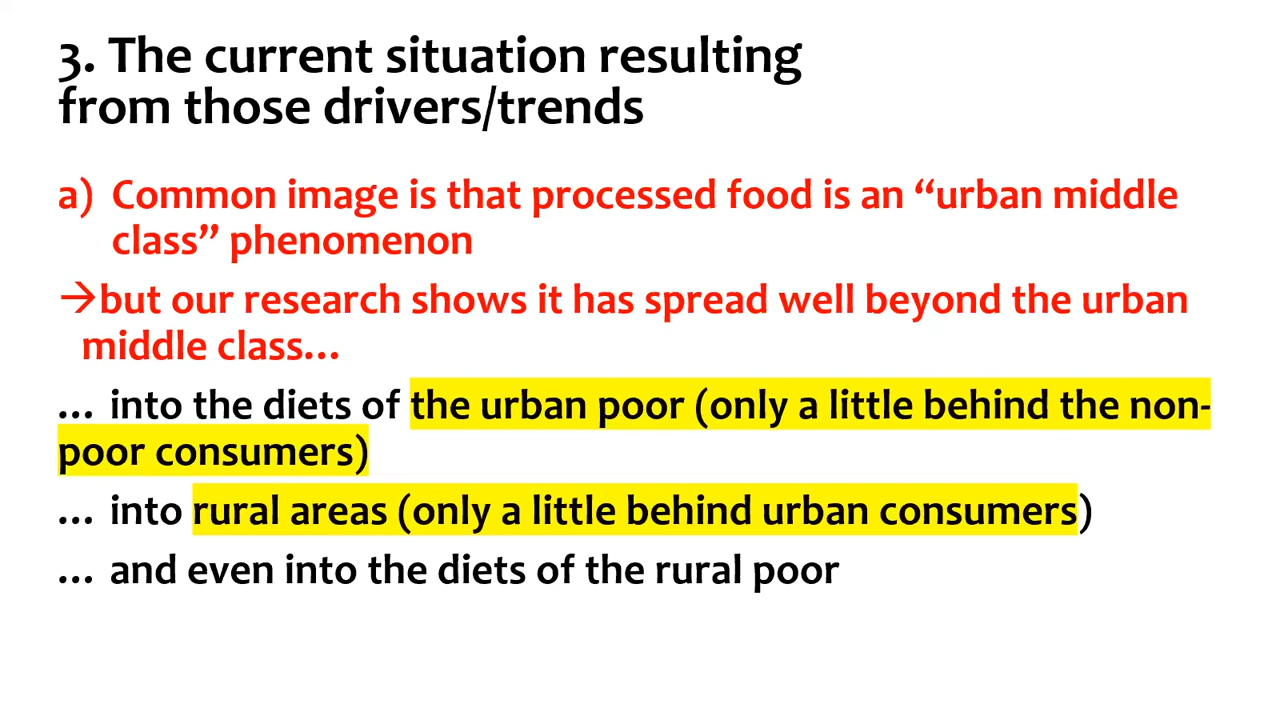 3. The current situation resulting
from those drivers/trends
a) Common image is that processed food is an “urban middle
class” phenomenon
→but our research shows it has spread well beyond the urban
middle class…
… into the diets of the urban poor (only a little behind the non-
poor consumers)
… into rural areas (only a little behind urban consumers)
… and even into the diets of the rural poor